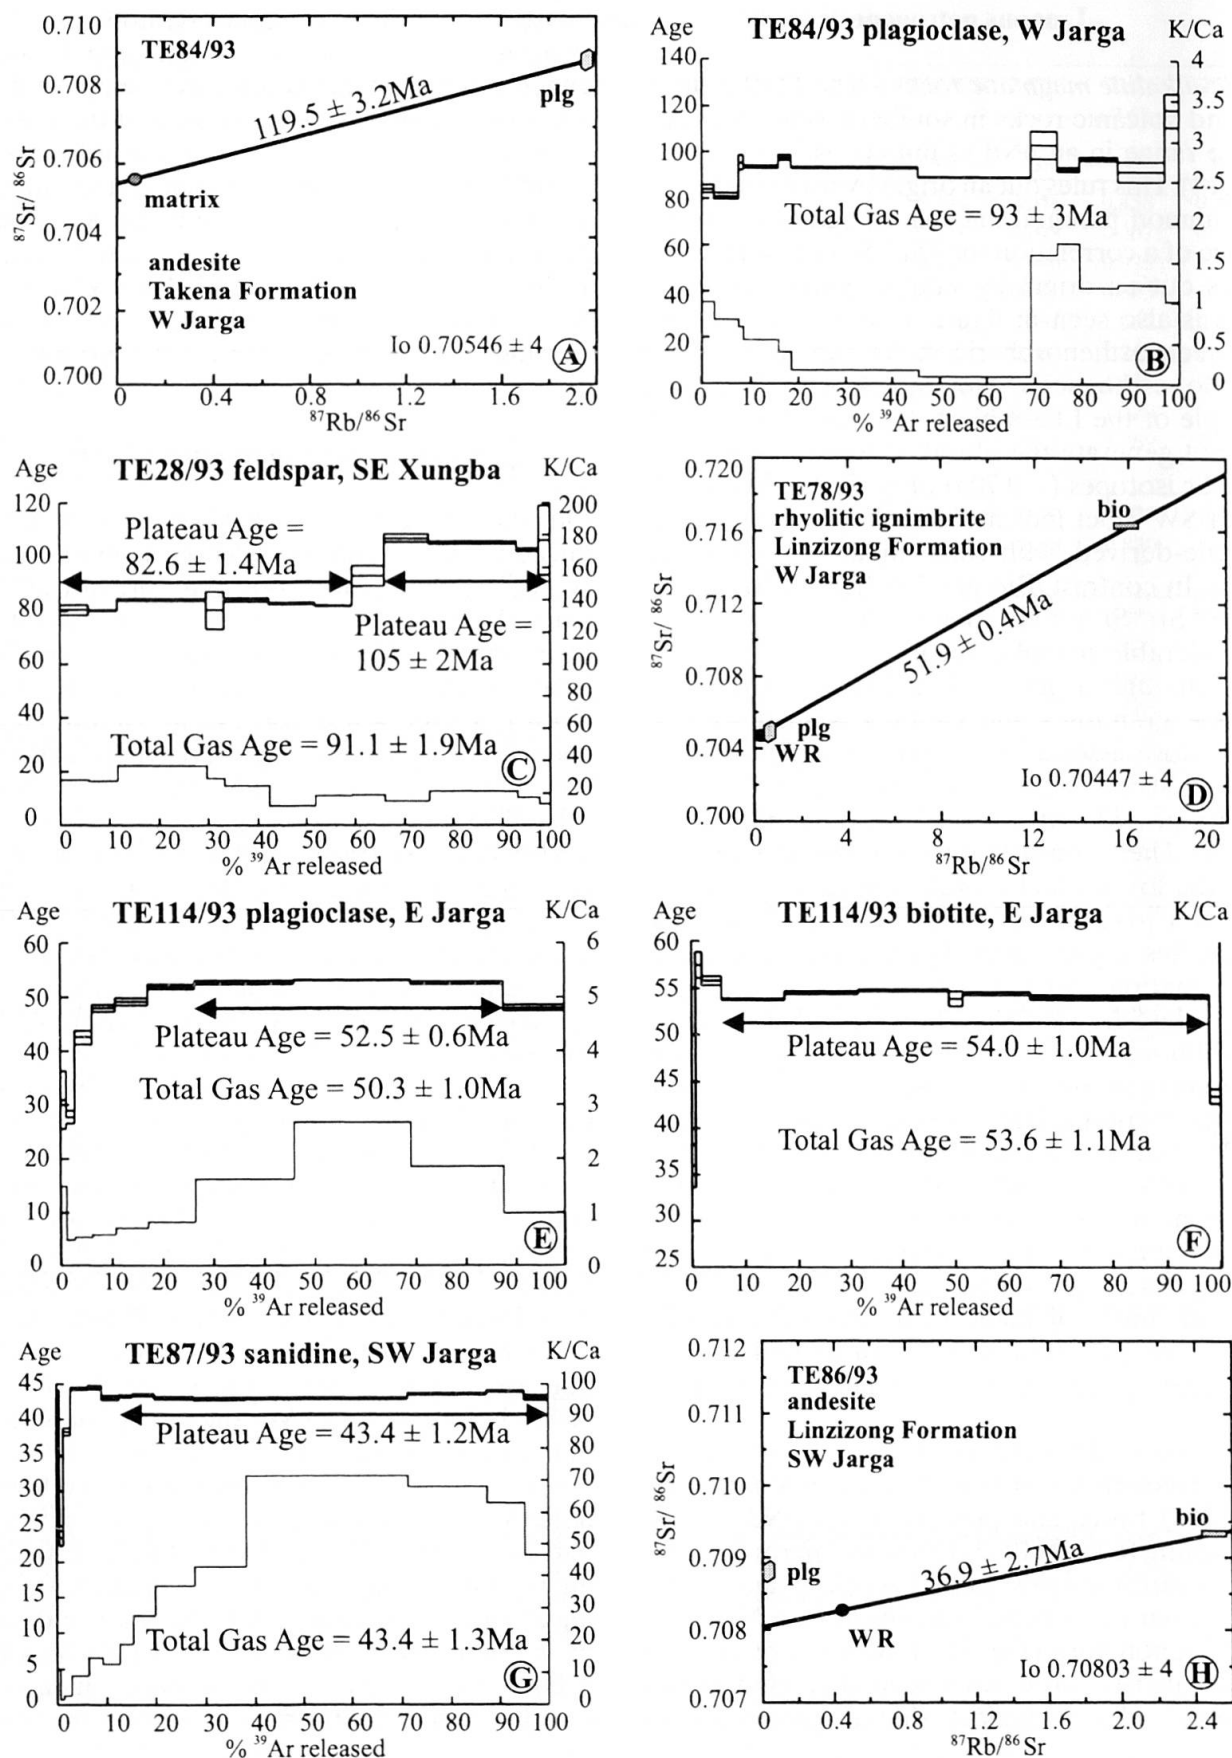 TE84/93
119.5 ± 3.2Ma
plg
matrix
andesite
Takena Formation
W Jarga
Io 0.70546 ± 4
A
0.710
0.708
0.706
0.704
0.702
0.700
87Sr/ 86Sr
0 0.4 0.8 1.2 1.6 2.0
87Rb/86Sr
Age TE84/93 plagioclase, W Jarga K/Ca
140
120
100
80
60
40
20
0
4
3.5
3
2.5
2
1.5
1
0.5
0
Total Gas Age = 93 ± 3Ma
B
0 10 20 30 40 50 60 70 80 90 100
% 39Ar released
Age TE28/93 feldspar, SE Xungba K/Ca
120
100
80
60
40
20
0
200
180
160
140
120
100
80
60
40
20
0
Plateau Age =
82.6 ± 1.4Ma
Plateau Age =
105 ± 2Ma
Total Gas Age = 91.1 ± 1.9Ma
C
0 10 20 30 40 50 60 70 80 90 100
% 39Ar released
0.720
0.716
0.712
0.708
0.704
0.700
87Sr/ 86Sr
TE78/93
rhyolitic ignimbrite
Linzizong Formation
W Jarga
bio
51.9 ± 0.4Ma
plg
WR
Io 0.70447 ± 4
D
0 4 8 12 16 20
87Rb/86Sr
Age TE114/93 plagioclase, E Jarga K/Ca
60
50
40
30
20
10
0
6
5
4
3
2
1
0
Plateau Age = 52.5 ± 0.6Ma
Total Gas Age = 50.3 ± 1.0Ma
E
0 10 20 30 40 50 60 70 80 90 100
% 39Ar released
Age TE114/93 biotite, E Jarga K/Ca
60
55
50
45
40
35
30
25
Plateau Age = 54.0 ± 1.0Ma
Total Gas Age = 53.6 ± 1.1Ma
F
0 10 20 30 40 50 60 70 80 90 100
% 39Ar released
Age TE87/93 sanidine, SW Jarga K/Ca
45
40
35
30
25
20
15
10
5
0
100
90
80
70
60
50
40
30
20
10
0
Plateau Age = 43.4 ± 1.2Ma
Total Gas Age = 43.4 ± 1.3Ma
G
0 10 20 30 40 50 60 70 80 90 100
% 39Ar released
0.712
0.711
0.710
0.709
0.708
0.707
87Sr/ 86Sr
TE86/93
andesite
Linzizong Formation
SW Jarga
bio
plg
36.9 ± 2.7Ma
WR
Io 0.70803 ± 4
H
0 0.4 0.8 1.2 1.6 2.0 2.4
87Rb/86Sr